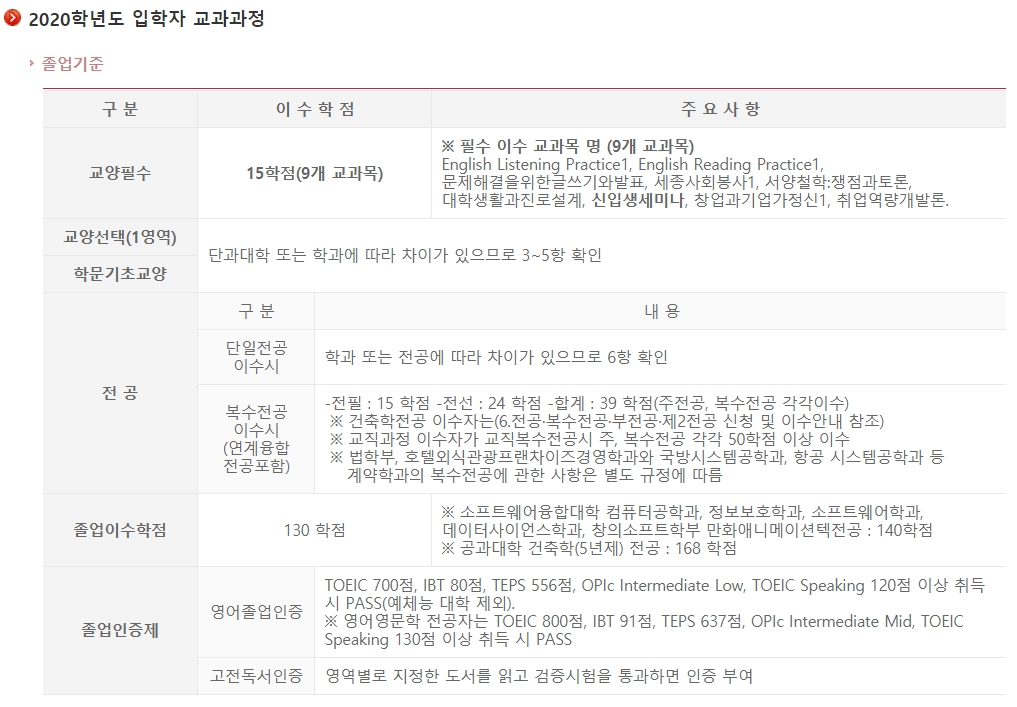 2020학년도 입학자 교과과정
졸업기준
구 분 이 수 학 점 주 요 사 항
교양필수 15학점(9개 교과목)
※ 필수 이수 교과목 명 (9개 교과목)
English Listening Practice1, English Reading Practice1,
문제해결을위한글쓰기와발표, 세종사회봉사1, 서양철학:쟁점과토론,
대학생활과진로설계, 신입생세미나, 창업과기업가정신1, 취업역량개발론.
교양선택(1영역)
학문기초교양
단과대학 또는 학과에 따라 차이가 있으므로 3~5항 확인
전 공
구 분 내 용
단일전공
이수시
학과 또는 전공에 따라 차이가 있으므로 6항 확인
복수전공
이수시
(연계융합
전공포함)
-전필 : 15 학점 -전선 : 24 학점 -합계 : 39 학점(주전공, 복수전공 각각이수)
※ 건축학전공 이수자는(6.전공·복수전공·부전공·제2전공 신청 및 이수안내 참조)
※ 교직과정 이수자가 교직복수전공시 주, 복수전공 각각 50학점 이상 이수
※ 법학부, 호텔외식관광프랜차이즈경영학과와 국방시스템공학과, 항공 시스템공학과 등
계약학과의 복수전공에 관한 사항은 별도 규정에 따름
졸업이수학점 130 학점
※ 소프트웨어융합대학 컴퓨터공학과, 정보보호학과, 소프트웨어학과,
데이터사이언스학과, 창의소프트학부 만화애니메이션텍전공 : 140학점
※ 공과대학 건축학(5년제) 전공 : 168 학점
졸업인증제
영어졸업인증
TOEIC 700점, IBT 80점, TEPS 556점, OPIc Intermediate Low, TOEIC Speaking 120점 이상 취득
시 PASS(예체능 대학 제외).
※ 영어영문학 전공자는 TOEIC 800점, IBT 91점, TEPS 637점, OPIc Intermediate Mid, TOEIC
Speaking 130점 이상 취득 시 PASS
고전독서인증 영역별로 지정한 도서를 읽고 검증시험을 통과하면 인증 부여